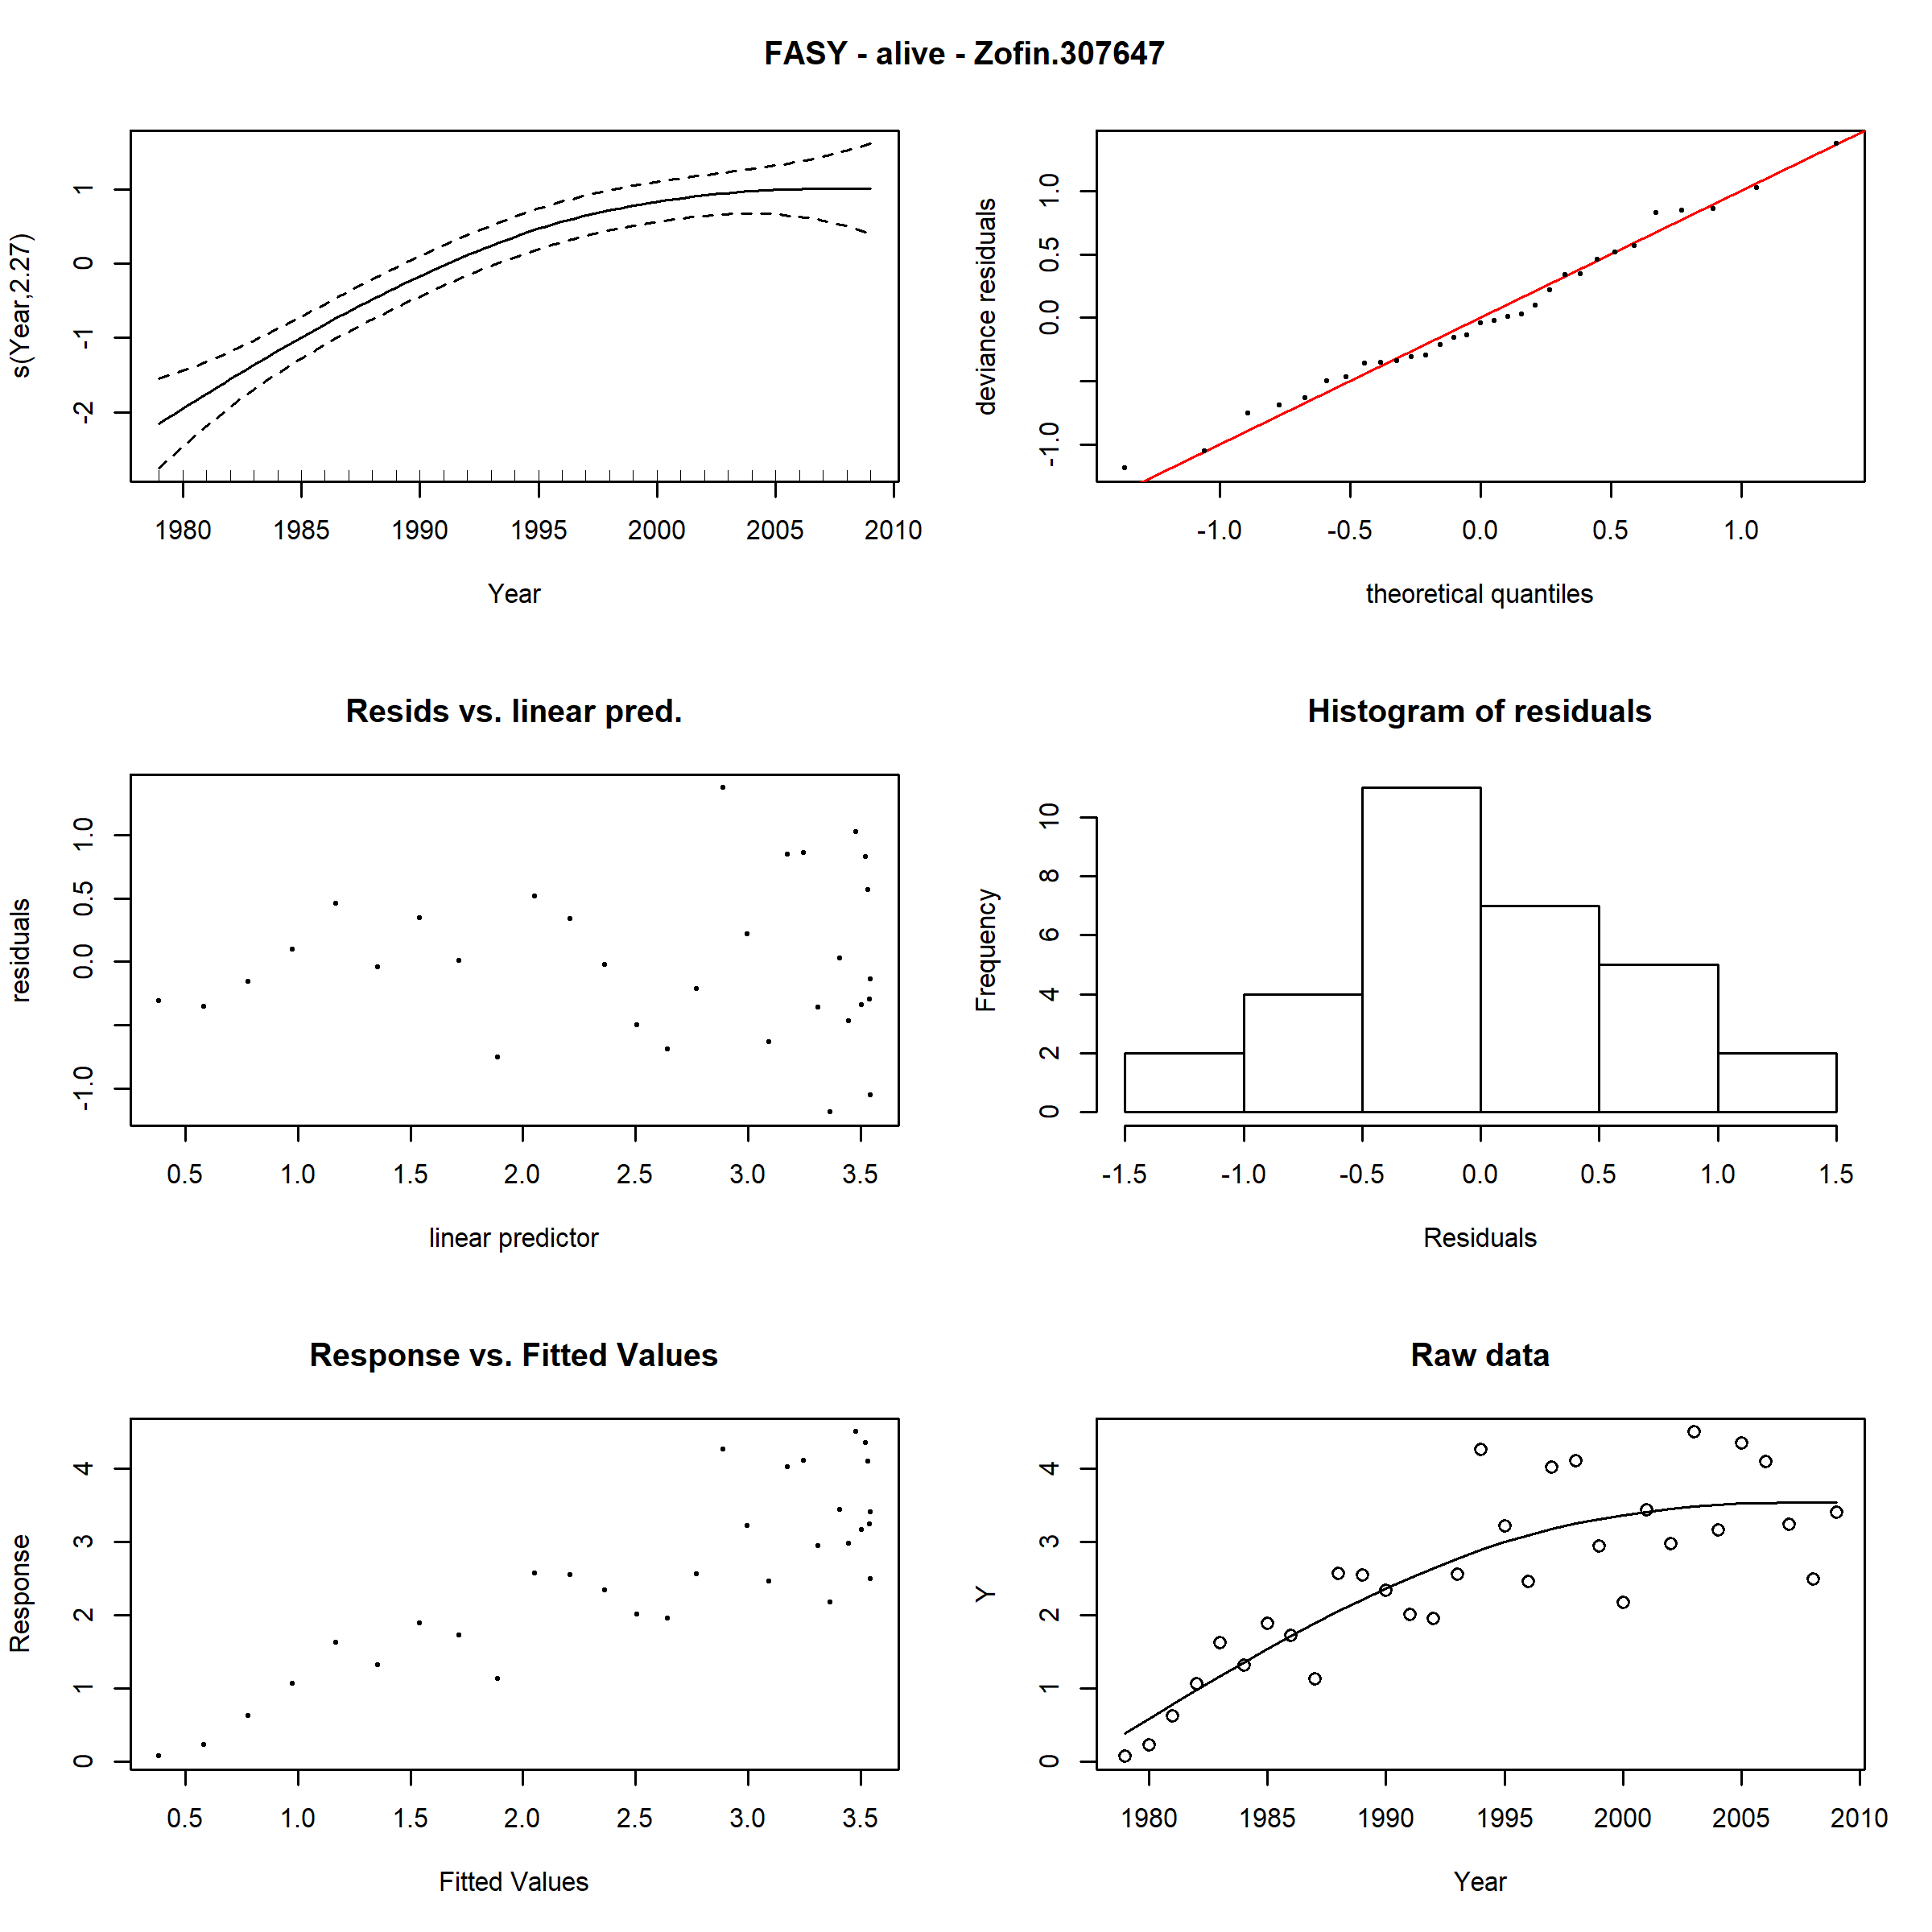 FASY - alive - Zofin.307647
s(Year,2.27)
1
0
-1
-2
1980 1985 1990 1995 2000 2005 2010
Year
deviance residuals
1.0
0.5
0.0
-1.0
-1.0 -0.5 0.0 0.5 1.0
theoretical quantiles
Resids vs. linear pred.
residuals
1.0
0.5
0.0
-1.0
0.5 1.0 1.5 2.0 2.5 3.0 3.5
linear predictor
Histogram of residuals
Frequency
10
8
6
4
2
0
-1.5 -1.0 -0.5 0.0 0.5 1.0 1.5
Residuals
Response vs. Fitted Values
Response
4
3
2
1
0
0.5 1.0 1.5 2.0 2.5 3.0 3.5
Fitted Values
Raw data
Y
4
3
2
1
0
1980 1985 1990 1995 2000 2005 2010
Year